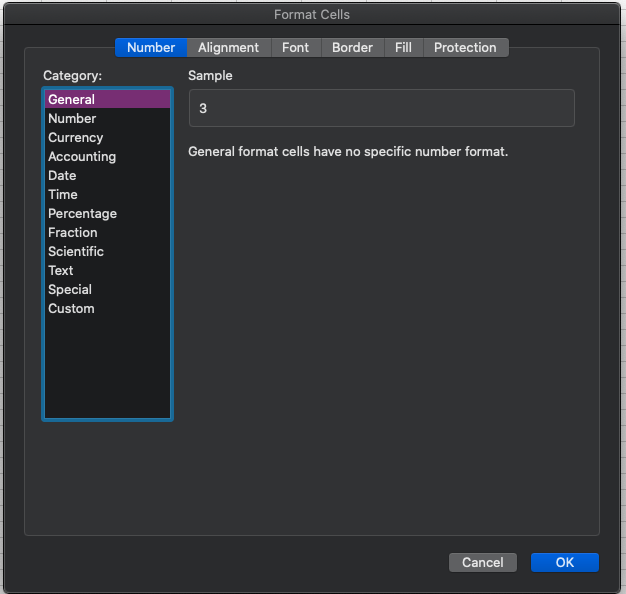 Format Cells
Number Alignment Font Border Fill Protection
Category:
General
Number
Currency
Accounting
Date
Time
Percentage
Fraction
Scientific
Text
Special
Custom
Sample
3
General format cells have no specific number format.
Cancel OK